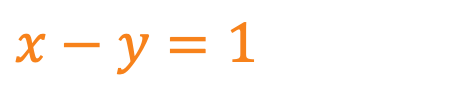 x − y = 1